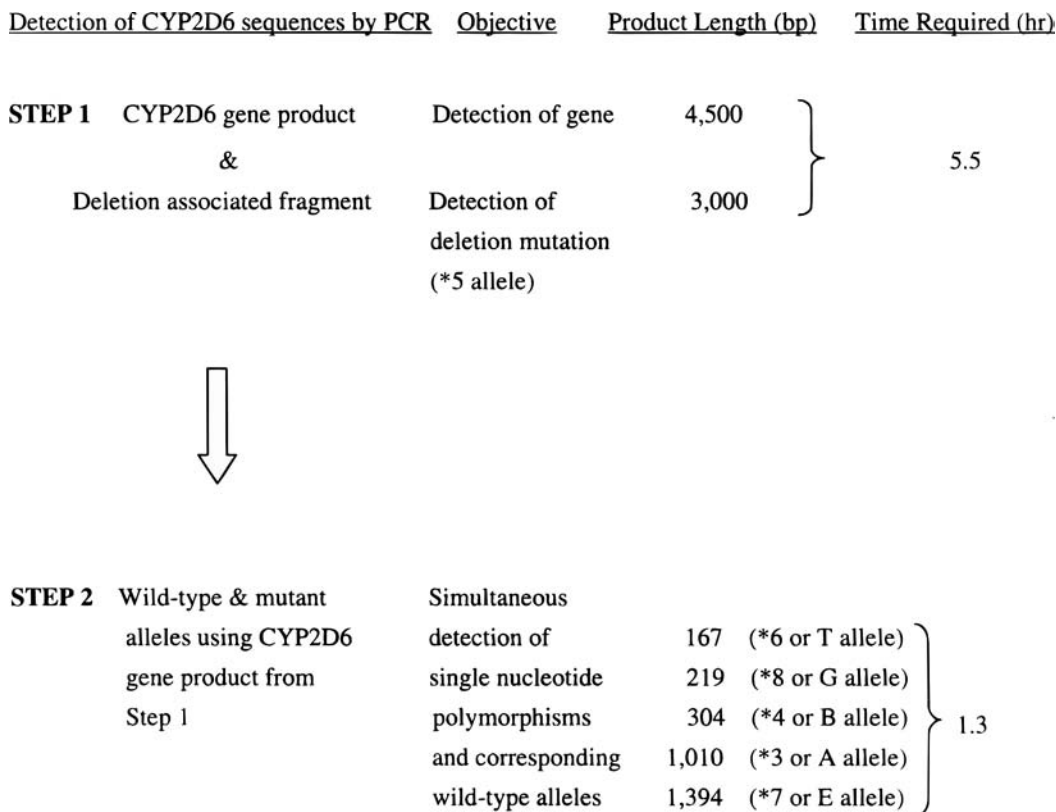 Detection of CYP2D6 sequences by PCR Objective Product Length (bp) Time Required (hr)
STEP 1 CYP2D6 gene product Detection of gene 4,500
& 5.5
Deletion associated fragment Detection of 3,000
deletion mutation
(*5 allele)
STEP 2 Wild-type & mutant Simultaneous
alleles using CYP2D6 detection of 167 (*6 or T allele)
gene product from single nucleotide 219 (*8 or G allele)
Step 1 polymorphisms 304 (*4 or B allele) 1.3
and corresponding 1,010 (*3 or A allele)
wild-type alleles 1,394 (*7 or E allele)